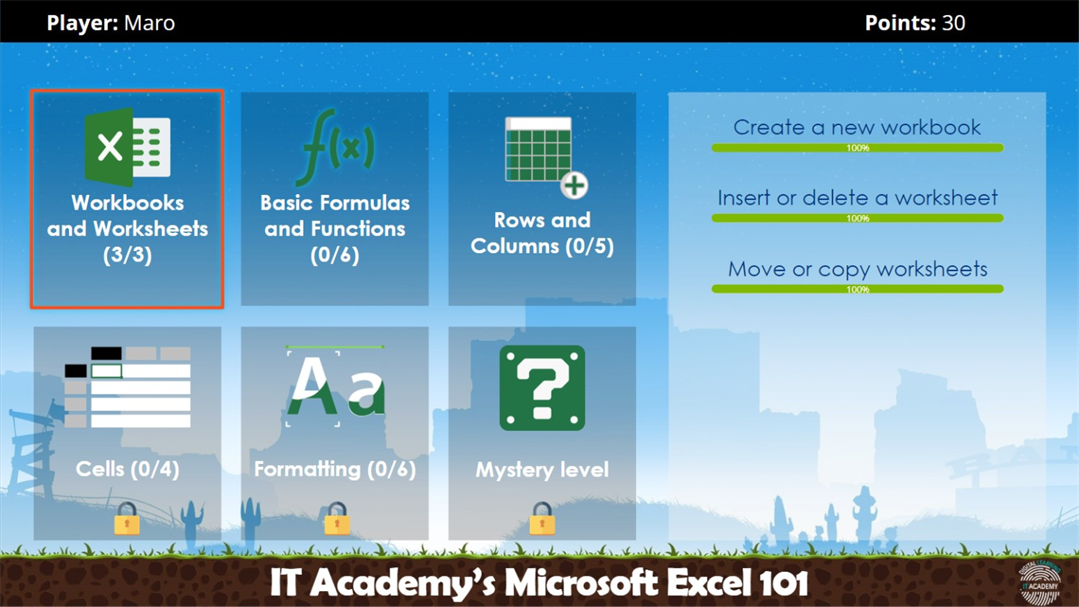 Player: Maro
Points: 30
X
Workbooks
and Worksheets
(3/3)
f(x)
Basic Formulas
and Functions
(0/6)
Rows and
Columns (0/5)
Create a new workbook
100%
Insert or delete a worksheet
100%
Move or copy worksheets
100%
Cells (0/4)
Aa
Formatting (0/6)
?
Mystery level
IT Academy's Microsoft Excel 101
IT ACADEMY